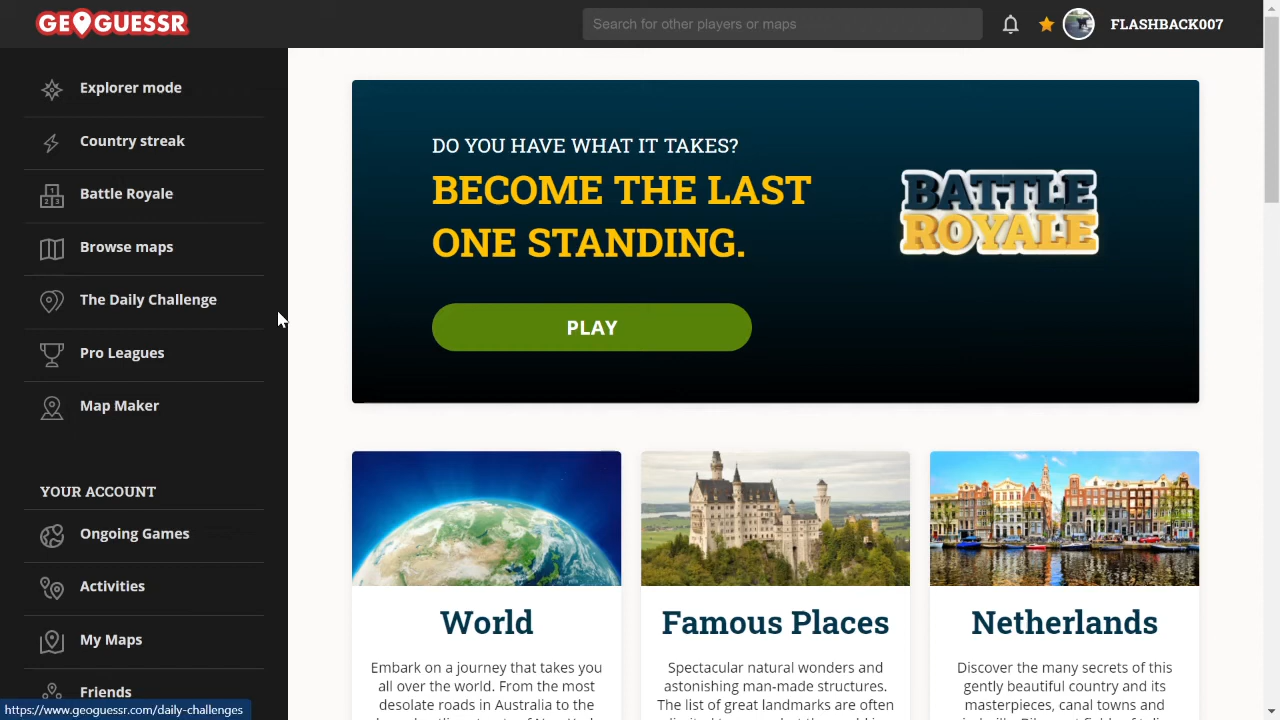 GEOGUESSR
Search for other players or maps
FLASHBACK007
Explorer mode
Country streak
Battle Royale
Browse maps
The Daily Challenge
Pro Leagues
Map Maker
YOUR ACCOUNT
Ongoing Games
Activities
My Maps
Friends
https://www.geoguessr.com/daily-challenges
DO YOU HAVE WHAT IT TAKES?
BECOME THE LAST
ONE STANDING.
PLAY
BATTLE
ROYALE
World
Embark on a journey that takes you
all over the world. From the most
desolate roads in Australia to the
Famous Places
Spectacular natural wonders and
astonishing man-made structures.
The list of great landmarks are often
Netherlands
Discover the many secrets of this
gently beautiful country and its
masterpieces, canal towns and